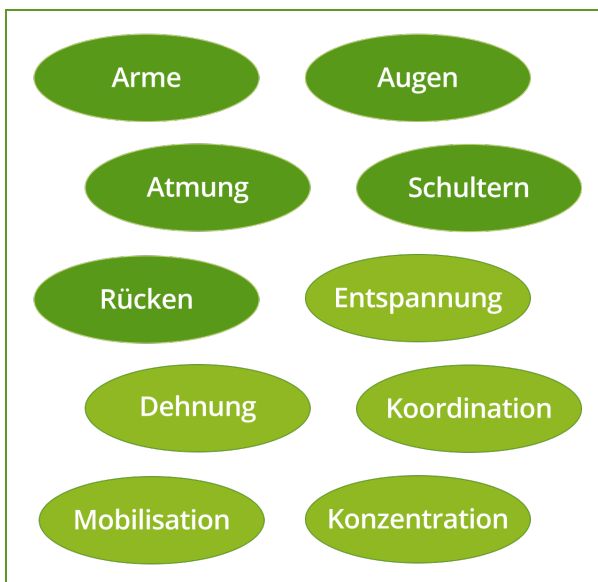 Arme
Augen
Atmung
Schultern
Rücken
Entspannung
Dehnung
Koordination
Mobilisation
Konzentration